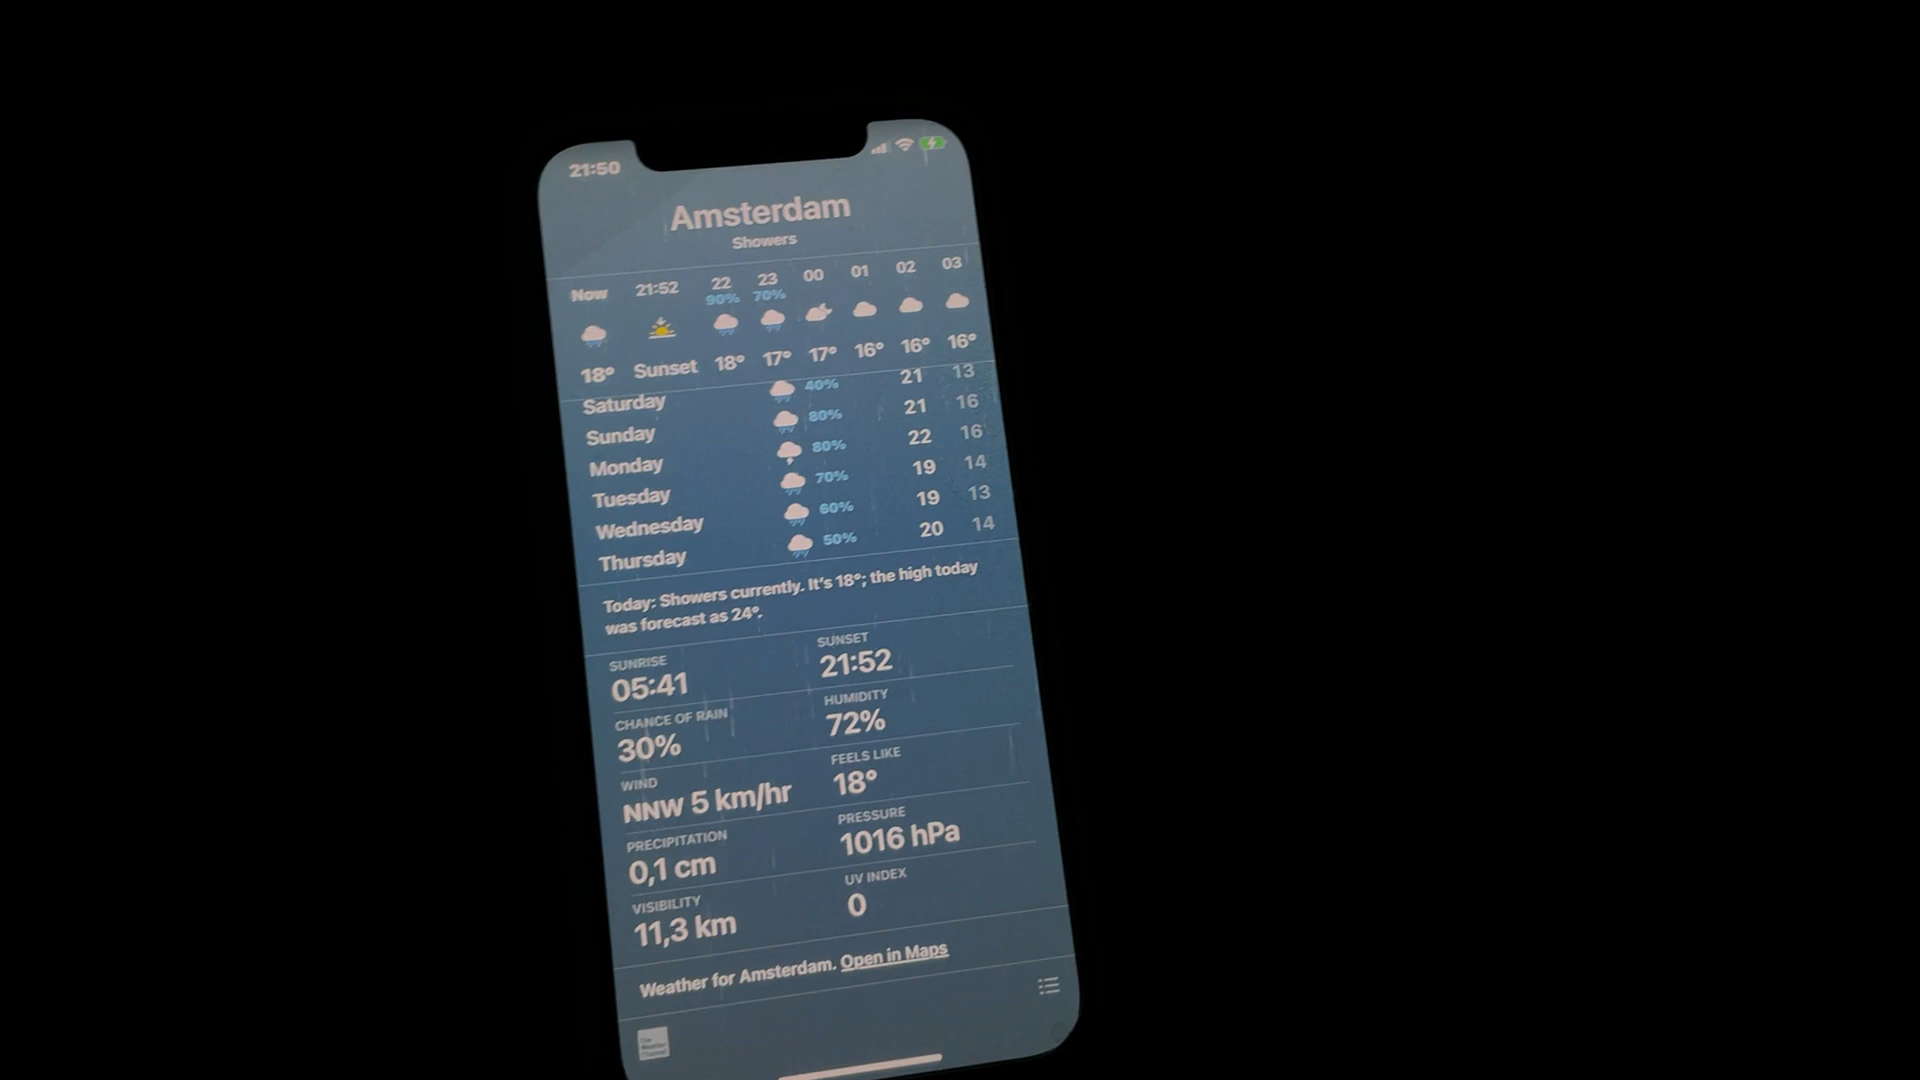 21:50
Amsterdam
Showers
Now 21:52 22 23 00 01 02 03
90% 70%
18° Sunset 18° 17° 17° 16° 16° 16°
Saturday 40% 21 13
Sunday 80% 21 16
Monday 80% 22 16
Tuesday 70% 19 14
Wednesday 60% 19 13
Thursday 50% 20 14
Today: Showers currently. It's 18°; the high today
was forecast as 24°.
SUNRISE SUNSET
05:41 21:52
CHANCE OF RAIN HUMIDITY
30% 72%
WIND FEELS LIKE
NNW 5 km/hr 18°
PRECIPITATION PRESSURE
0,1 cm 1016 hPa
VISIBILITY UV INDEX
11,3 km 0
Weather for Amsterdam. Open in Maps
The
Weather
Channel